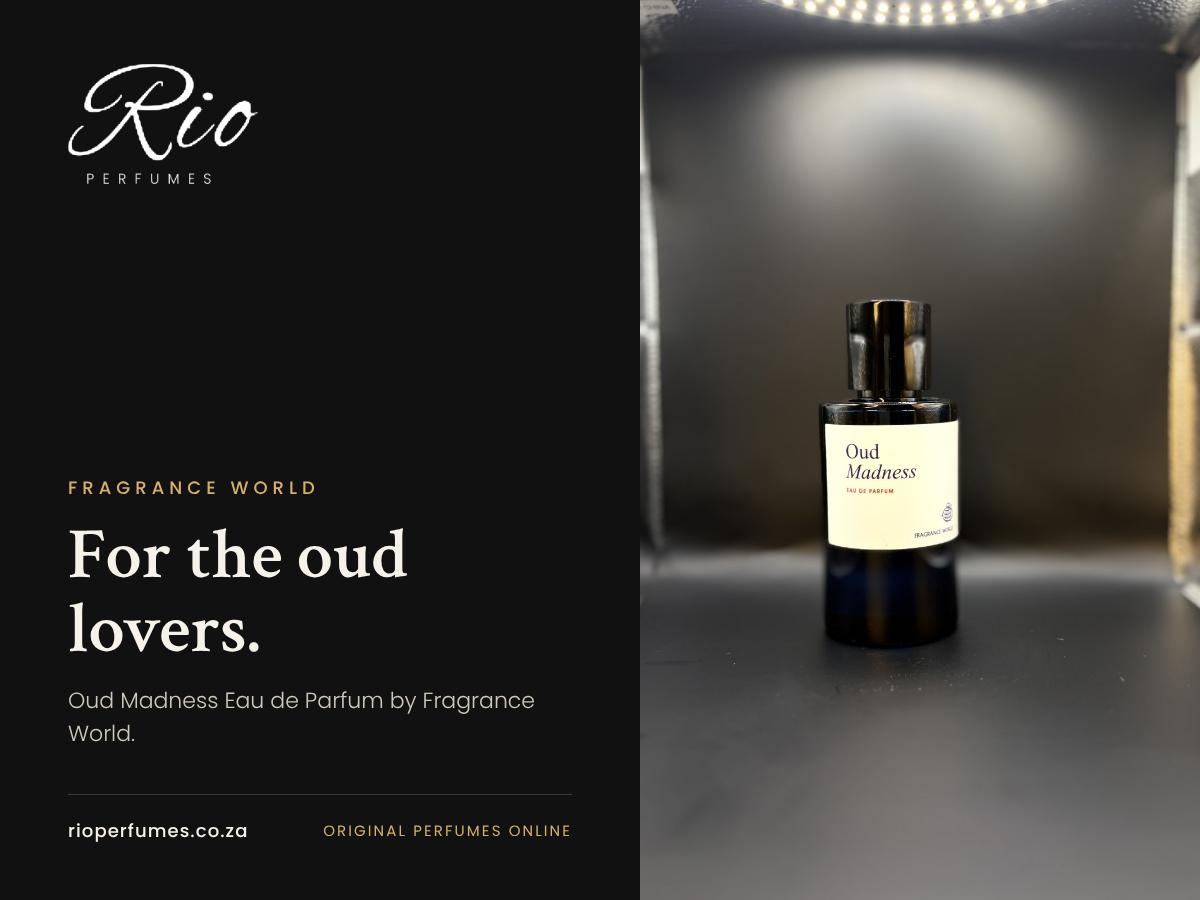 Rio
PERFUMES
FRAGRANCE WORLD
For the oud
lovers.
Oud Madness Eau de Parfum by Fragrance
World.
rioperfumes.co.za
ORIGINAL PERFUMES ONLINE
Oud
Madness
EAU DE PARFUM
FRAGRANCE WORLD